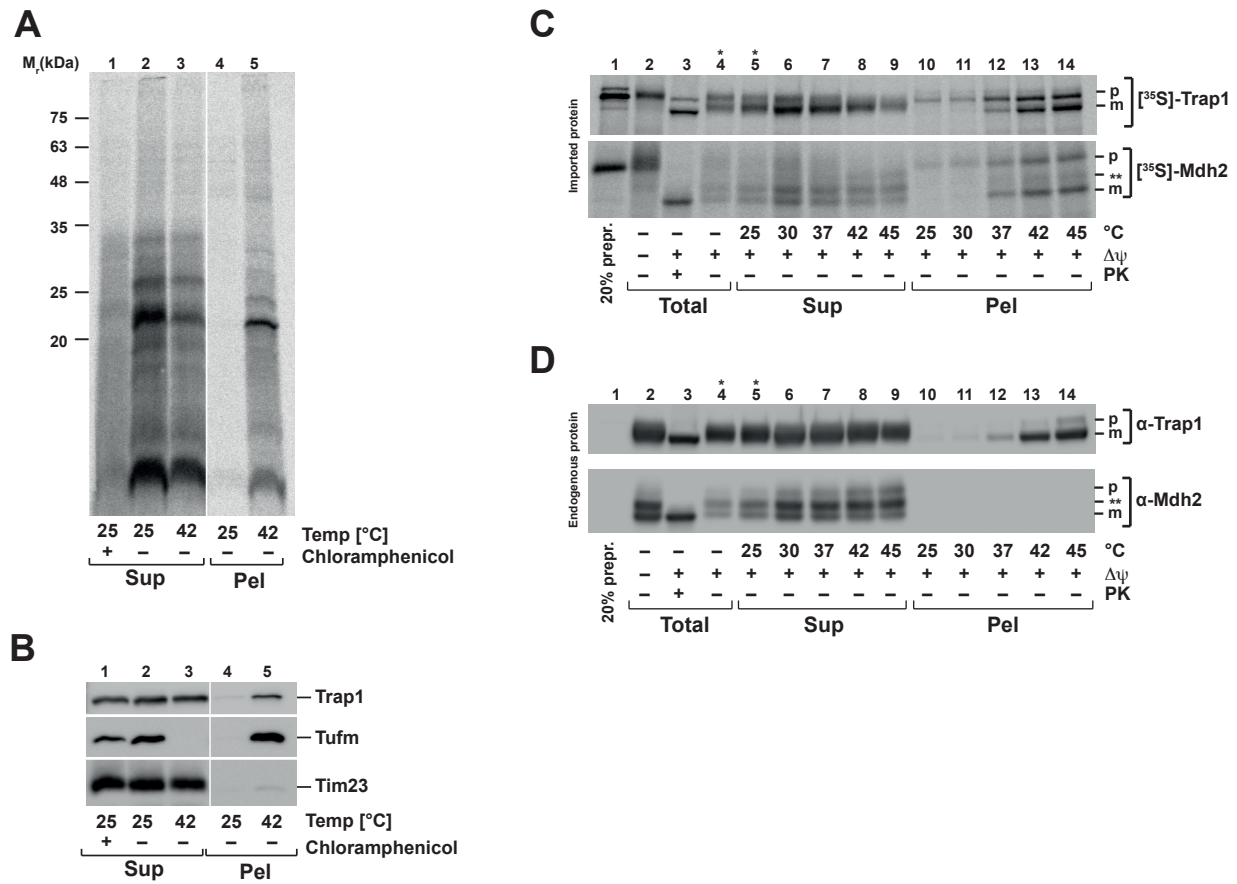 A
Mr(kDa) 1 2 3 4 5
75
63
48
35
25
20
25 25 42 25 42 Temp [°C]
+ – – – – Chloramphenicol
Sup Pel
B
1 2 3 4 5
Trap1
Tufm
Tim23
25 25 42 25 42 Temp [°C]
+ – – – – Chloramphenicol
Sup Pel
C
* *
1 2 3 4 5 6 7 8 9 10 11 12 13 14
Imported protein
p
m
[³⁵S]-Trap1
p
**
m
[³⁵S]-Mdh2
20% prepr.
– – – 25 30 37 42 45 25 30 37 42 45 °C
– + + + + + + + + + + + + Δψ
– + – – – – – – – – – – – PK
Total Sup Pel
D
* *
1 2 3 4 5 6 7 8 9 10 11 12 13 14
Endogenous protein
p
m
α-Trap1
p
**
m
α-Mdh2
20% prepr.
– – – 25 30 37 42 45 25 30 37 42 45 °C
– + + + + + + + + + + + + Δψ
– + – – – – – – – – – – – PK
Total Sup Pel